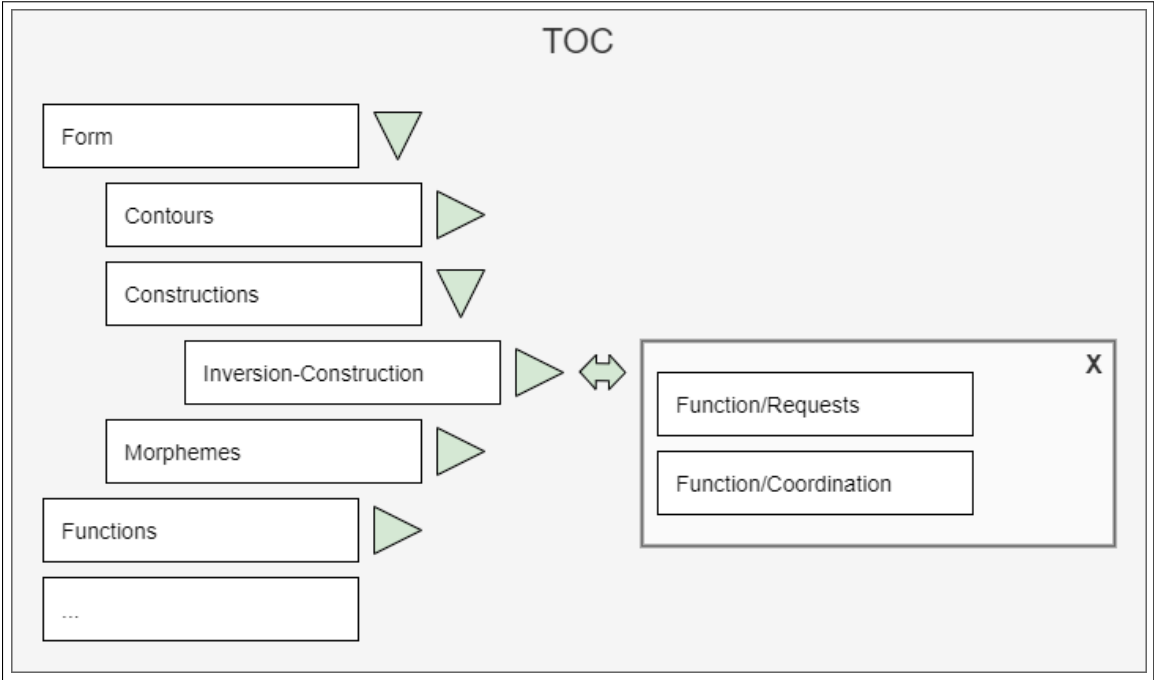 TOC
Form
Contours
Constructions
Inversion-Construction
X
Function/Requests
Morphemes
Function/Coordination
Functions
...